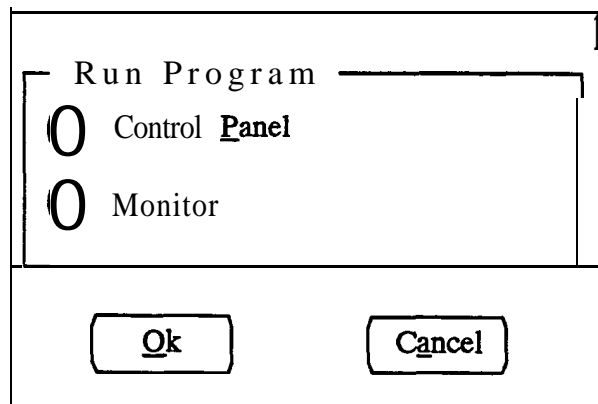 Run Program
Control Panel
Monitor
Ok
Cancel